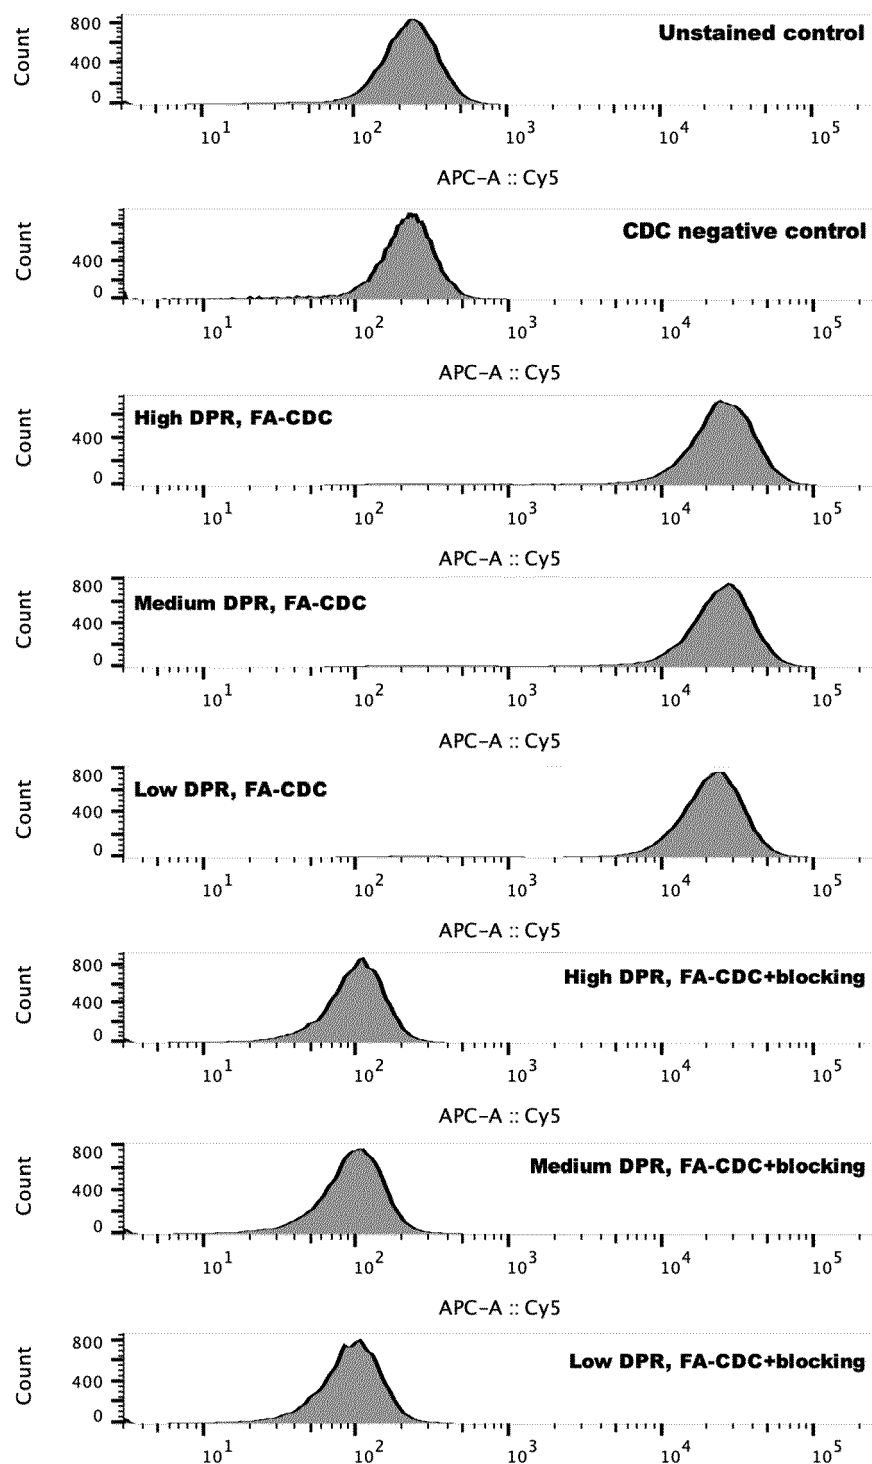 Unstained control
Count
800
400
0
10^1 10^2 10^3 10^4 10^5
APC-A :: Cy5
CDC negative control
Count
400
0
10^1 10^2 10^3 10^4 10^5
APC-A :: Cy5
High DPR, FA-CDC
Count
400
0
10^1 10^2 10^3 10^4 10^5
APC-A :: Cy5
Medium DPR, FA-CDC
Count
800
400
0
10^1 10^2 10^3 10^4 10^5
APC-A :: Cy5
Low DPR, FA-CDC
Count
800
400
0
10^1 10^2 10^3 10^4 10^5
APC-A :: Cy5
High DPR, FA-CDC+blocking
Count
800
400
0
10^1 10^2 10^3 10^4 10^5
APC-A :: Cy5
Medium DPR, FA-CDC+blocking
Count
800
400
0
10^1 10^2 10^3 10^4 10^5
APC-A :: Cy5
Low DPR, FA-CDC+blocking
Count
800
400
0
10^1 10^2 10^3 10^4 10^5